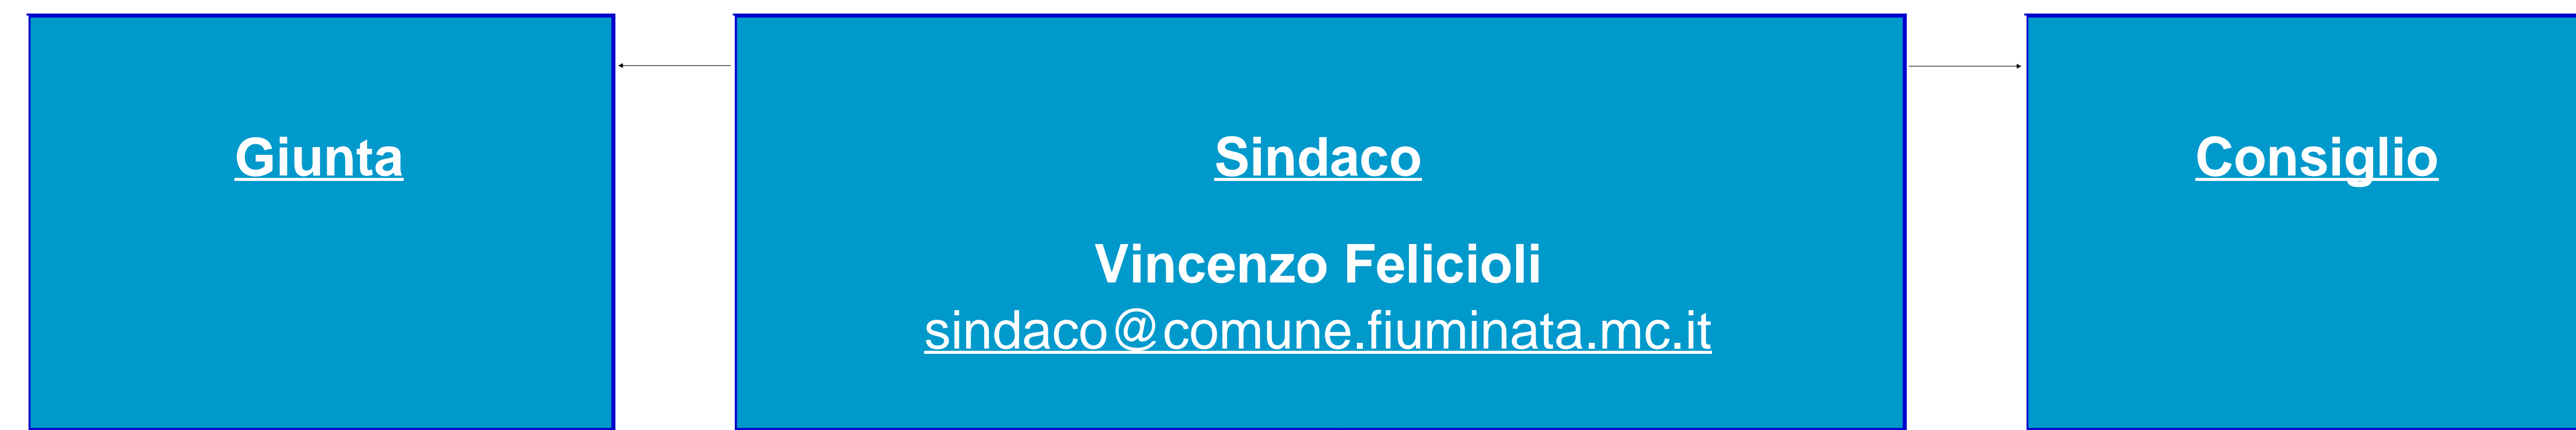 Giunta
Sindaco
Vincenzo Felicioli
sindaco@comune.fiuminata.mc.it
Consiglio